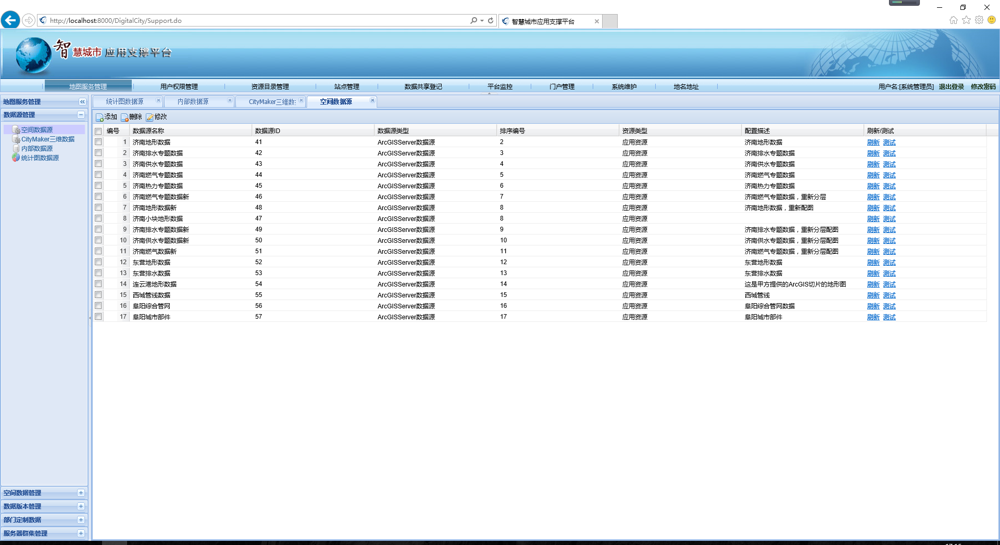 http://localhost:8000/DigitalCity/Support.do
智慧城市应用支撑平台
智慧城市 应用支撑平台
地图服务管理 用户权限管理 资源目录管理 站点管理 数据共享登记 平台监控 门户管理 系统维护 地名地址 用户名:[系统管理员] 退出登录 修改密码
地图服务管理
数据源管理
空间数据源
CityMaker三维数据
内部数据源
统计图数据源
空间数据管理
数据版本管理
部门定制数据
服务器群集管理
统计图数据源 内部数据源 CityMaker三维数 空间数据源
添加 删除 修改
编号 数据源名称 数据源ID 数据源类型 排序编号 资源类型 配置描述 刷新/测试
1 济南地形数据 41 ArcGISServer数据源 2 应用资源 济南地形数据 刷新 测试
2 济南排水专题数据 42 ArcGISServer数据源 3 应用资源 济南排水专题数据 刷新 测试
3 济南供水专题数据 43 ArcGISServer数据源 4 应用资源 济南供水专题数据 刷新 测试
4 济南燃气专题数据 44 ArcGISServer数据源 5 应用资源 济南燃气专题数据 刷新 测试
5 济南热力专题数据 45 ArcGISServer数据源 6 应用资源 济南热力专题数据 刷新 测试
6 济南燃气专题数据新 46 ArcGISServer数据源 7 应用资源 济南燃气专题数据，重新分层 刷新 测试
7 济南地形数据新 48 ArcGISServer数据源 8 应用资源 济南地形数据，重新配图 刷新 测试
8 济南小块地形数据 47 ArcGISServer数据源 8 应用资源 刷新 测试
9 济南排水专题数据新 49 ArcGISServer数据源 9 应用资源 济南排水专题数据，重新分层配图 刷新 测试
10 济南供水专题数据新 50 ArcGISServer数据源 10 应用资源 济南供水专题数据，重新分层配图 刷新 测试
11 济南燃气数据新 51 ArcGISServer数据源 11 应用资源 济南燃气专题数据，重新分层配图 刷新 测试
12 东营地形数据 52 ArcGISServer数据源 12 应用资源 东营地形数据 刷新 测试
13 东营排水数据 53 ArcGISServer数据源 13 应用资源 东营排水数据 刷新 测试
14 连云港地形数据 54 ArcGISServer数据源 14 应用资源 这是甲方提供的ArcGIS切片的地形图 刷新 测试
15 西城管线数据 55 ArcGISServer数据源 15 应用资源 西城管线 刷新 测试
16 阜阳综合管网 56 ArcGISServer数据源 16 应用资源 阜阳综合管网数据 刷新 测试
17 阜阳城市部件 57 ArcGISServer数据源 17 应用资源 阜阳城市部件 刷新 测试